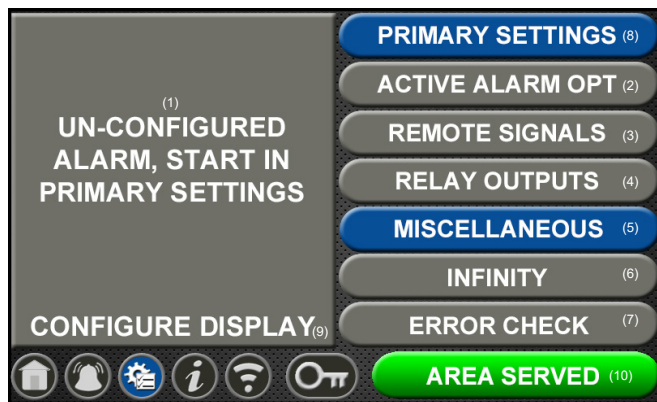 (1)
UN-CONFIGURED
ALARM, START IN
PRIMARY SETTINGS
CONFIGURE DISPLAY(9)
PRIMARY SETTINGS (8)
ACTIVE ALARM OPT (2)
REMOTE SIGNALS (3)
RELAY OUTPUTS (4)
MISCELLANEOUS (5)
INFINITY (6)
ERROR CHECK (7)
i
AREA SERVED (10)